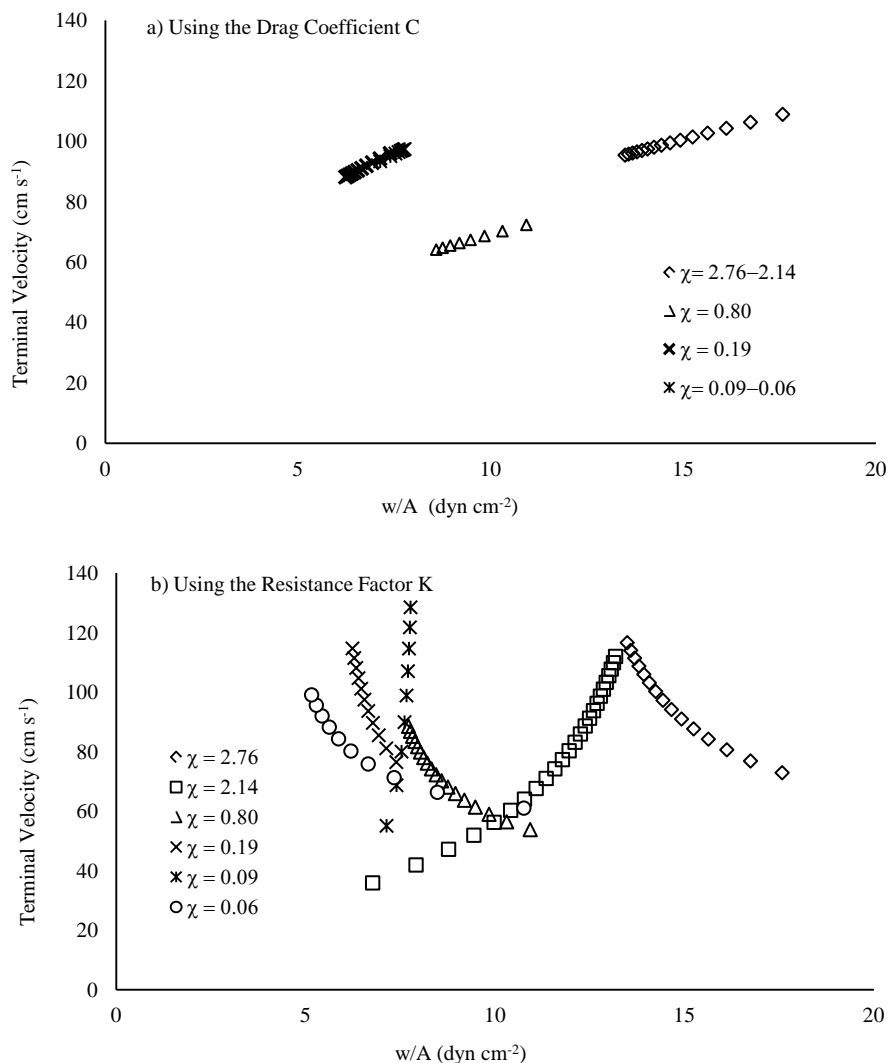 a) Using the Drag Coefficient C
140
120
100
80
60
40
20
0
Terminal Velocity (cm s-1)
χ= 2.76–2.14
χ = 0.80
χ = 0.19
χ= 0.09–0.06
0 5 10 15 20
w/A (dyn cm-2)
b) Using the Resistance Factor K
140
120
100
80
60
40
20
0
Terminal Velocity (cm s-1)
χ = 2.76
χ = 2.14
χ = 0.80
χ = 0.19
χ = 0.09
χ = 0.06
0 5 10 15 20
w/A (dyn cm-2)